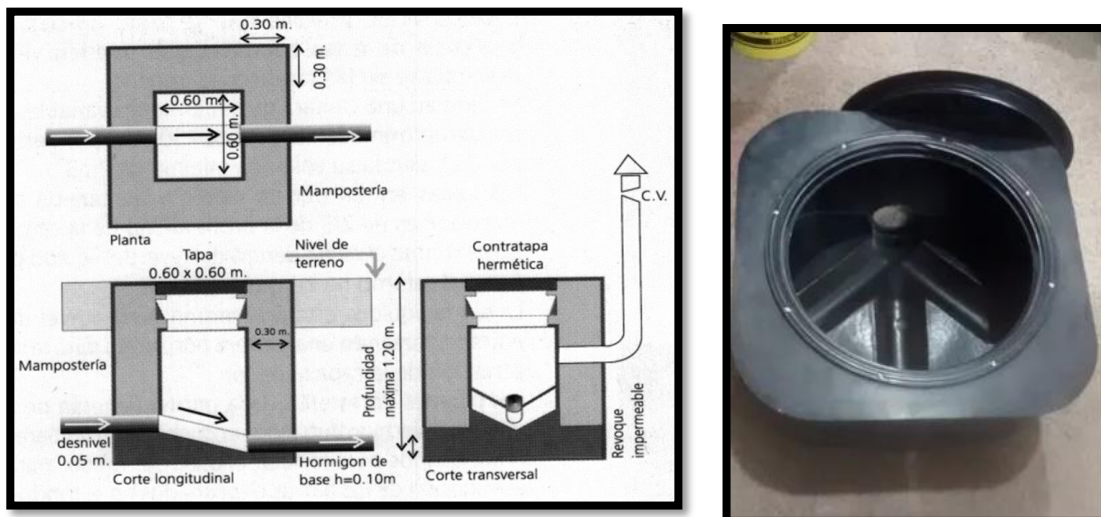 0.30 m.
0.30 m.
0.60 m
0.60 m.
Mampostería
Planta
C.V.
Tapa
0.60 x 0.60 m.
Nivel de
terreno
Contratapa
hermética
0.30 m.
Mampostería
Profundidad
máxima 1.20 m.
desnivel
0.05 m.
Corte longitudinal
Hormigon de
base h=0.10m
Corte transversal
Revoque
impermeable